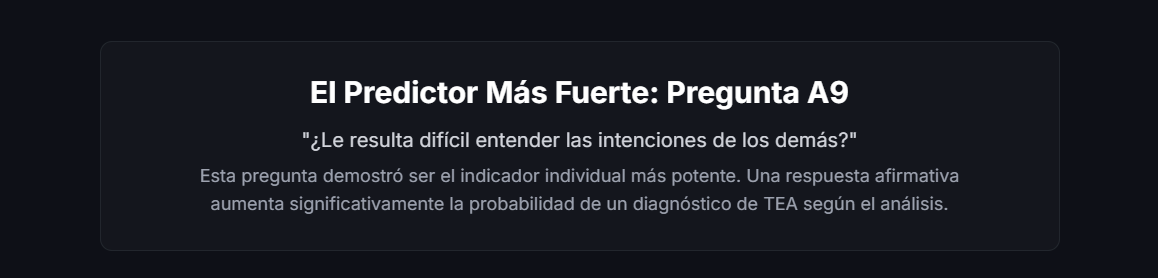 El Predictor Más Fuerte: Pregunta A9
"¿Le resulta difícil entender las intenciones de los demás?"
Esta pregunta demostró ser el indicador individual más potente. Una respuesta afirmativa
aumenta significativamente la probabilidad de un diagnóstico de TEA según el análisis.